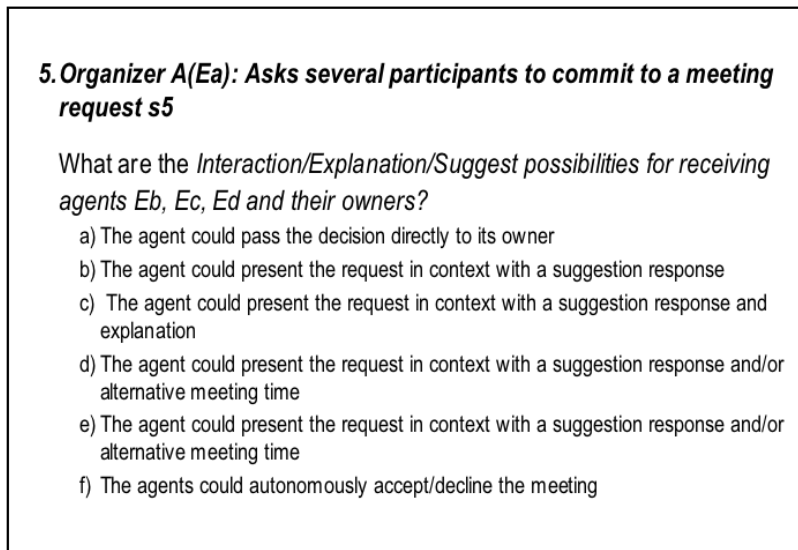 5. Organizer A(Ea): Asks several participants to commit to a meeting
request s5
What are the Interaction/Explanation/Suggest possibilities for receiving
agents Eb, Ec, Ed and their owners?
a) The agent could pass the decision directly to its owner
b) The agent could present the request in context with a suggestion response
c) The agent could present the request in context with a suggestion response and
explanation
d) The agent could present the request in context with a suggestion response and/or
alternative meeting time
e) The agent could present the request in context with a suggestion response and/or
alternative meeting time
f) The agents could autonomously accept/decline the meeting